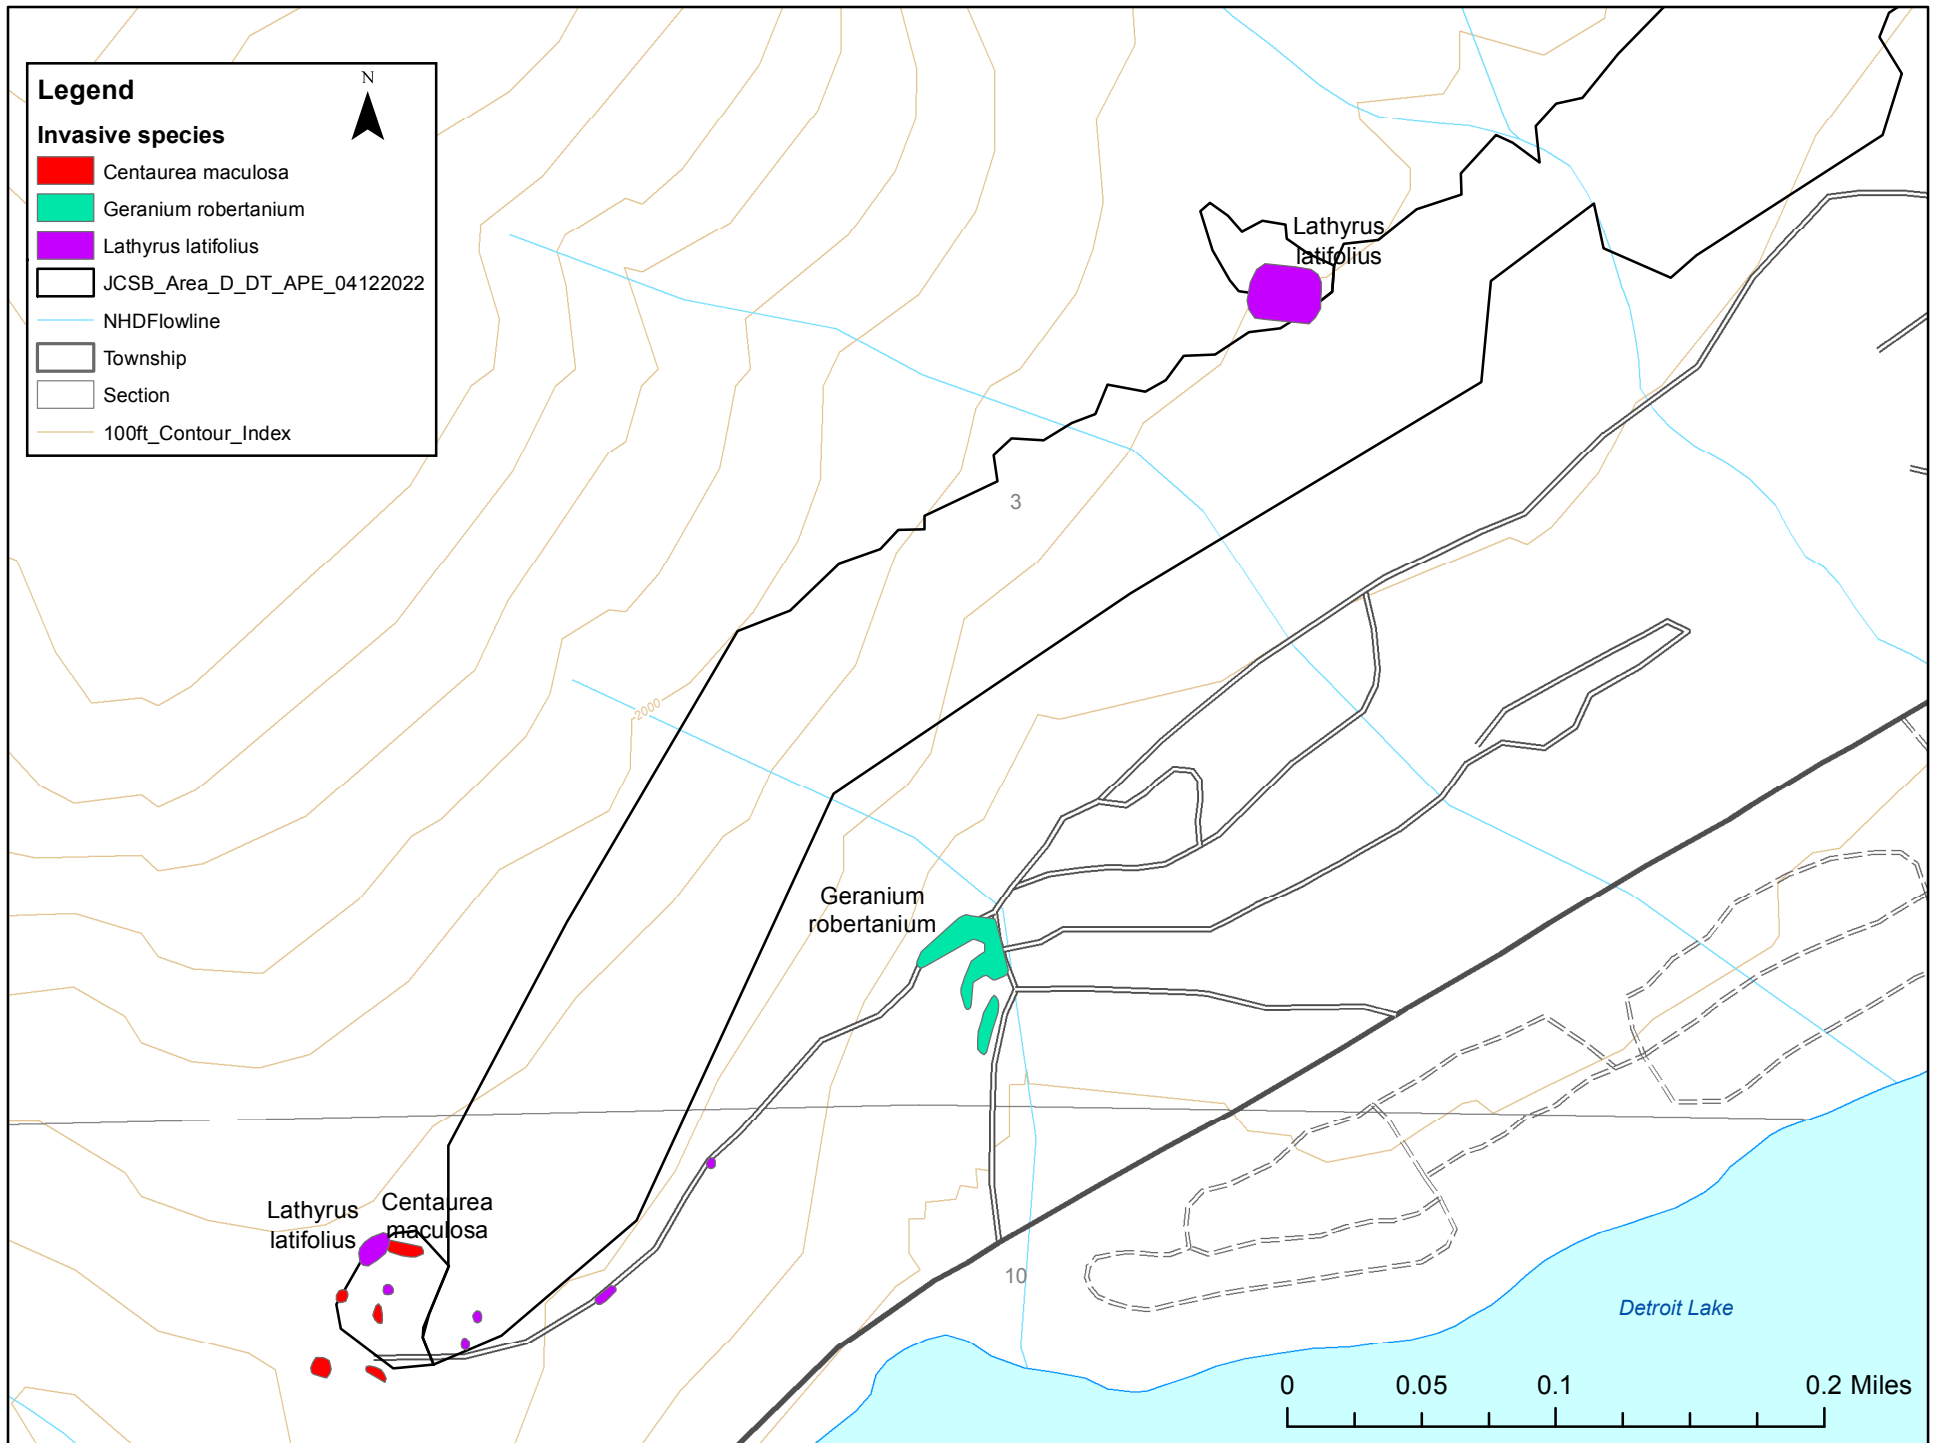 Legend
N
Invasive species
Centaurea maculosa
Geranium robertanium
Lathyrus latifolius
JCSB_Area_D_DT_APE_04122022
NHDFlowline
Township
Section
100ft_Contour_Index
Lathyrus
latifolius
3
2000
Geranium
robertanium
Lathyrus
latifolius
Centaurea
maculosa
10
Detroit Lake
0 0.05 0.1 0.2 Miles